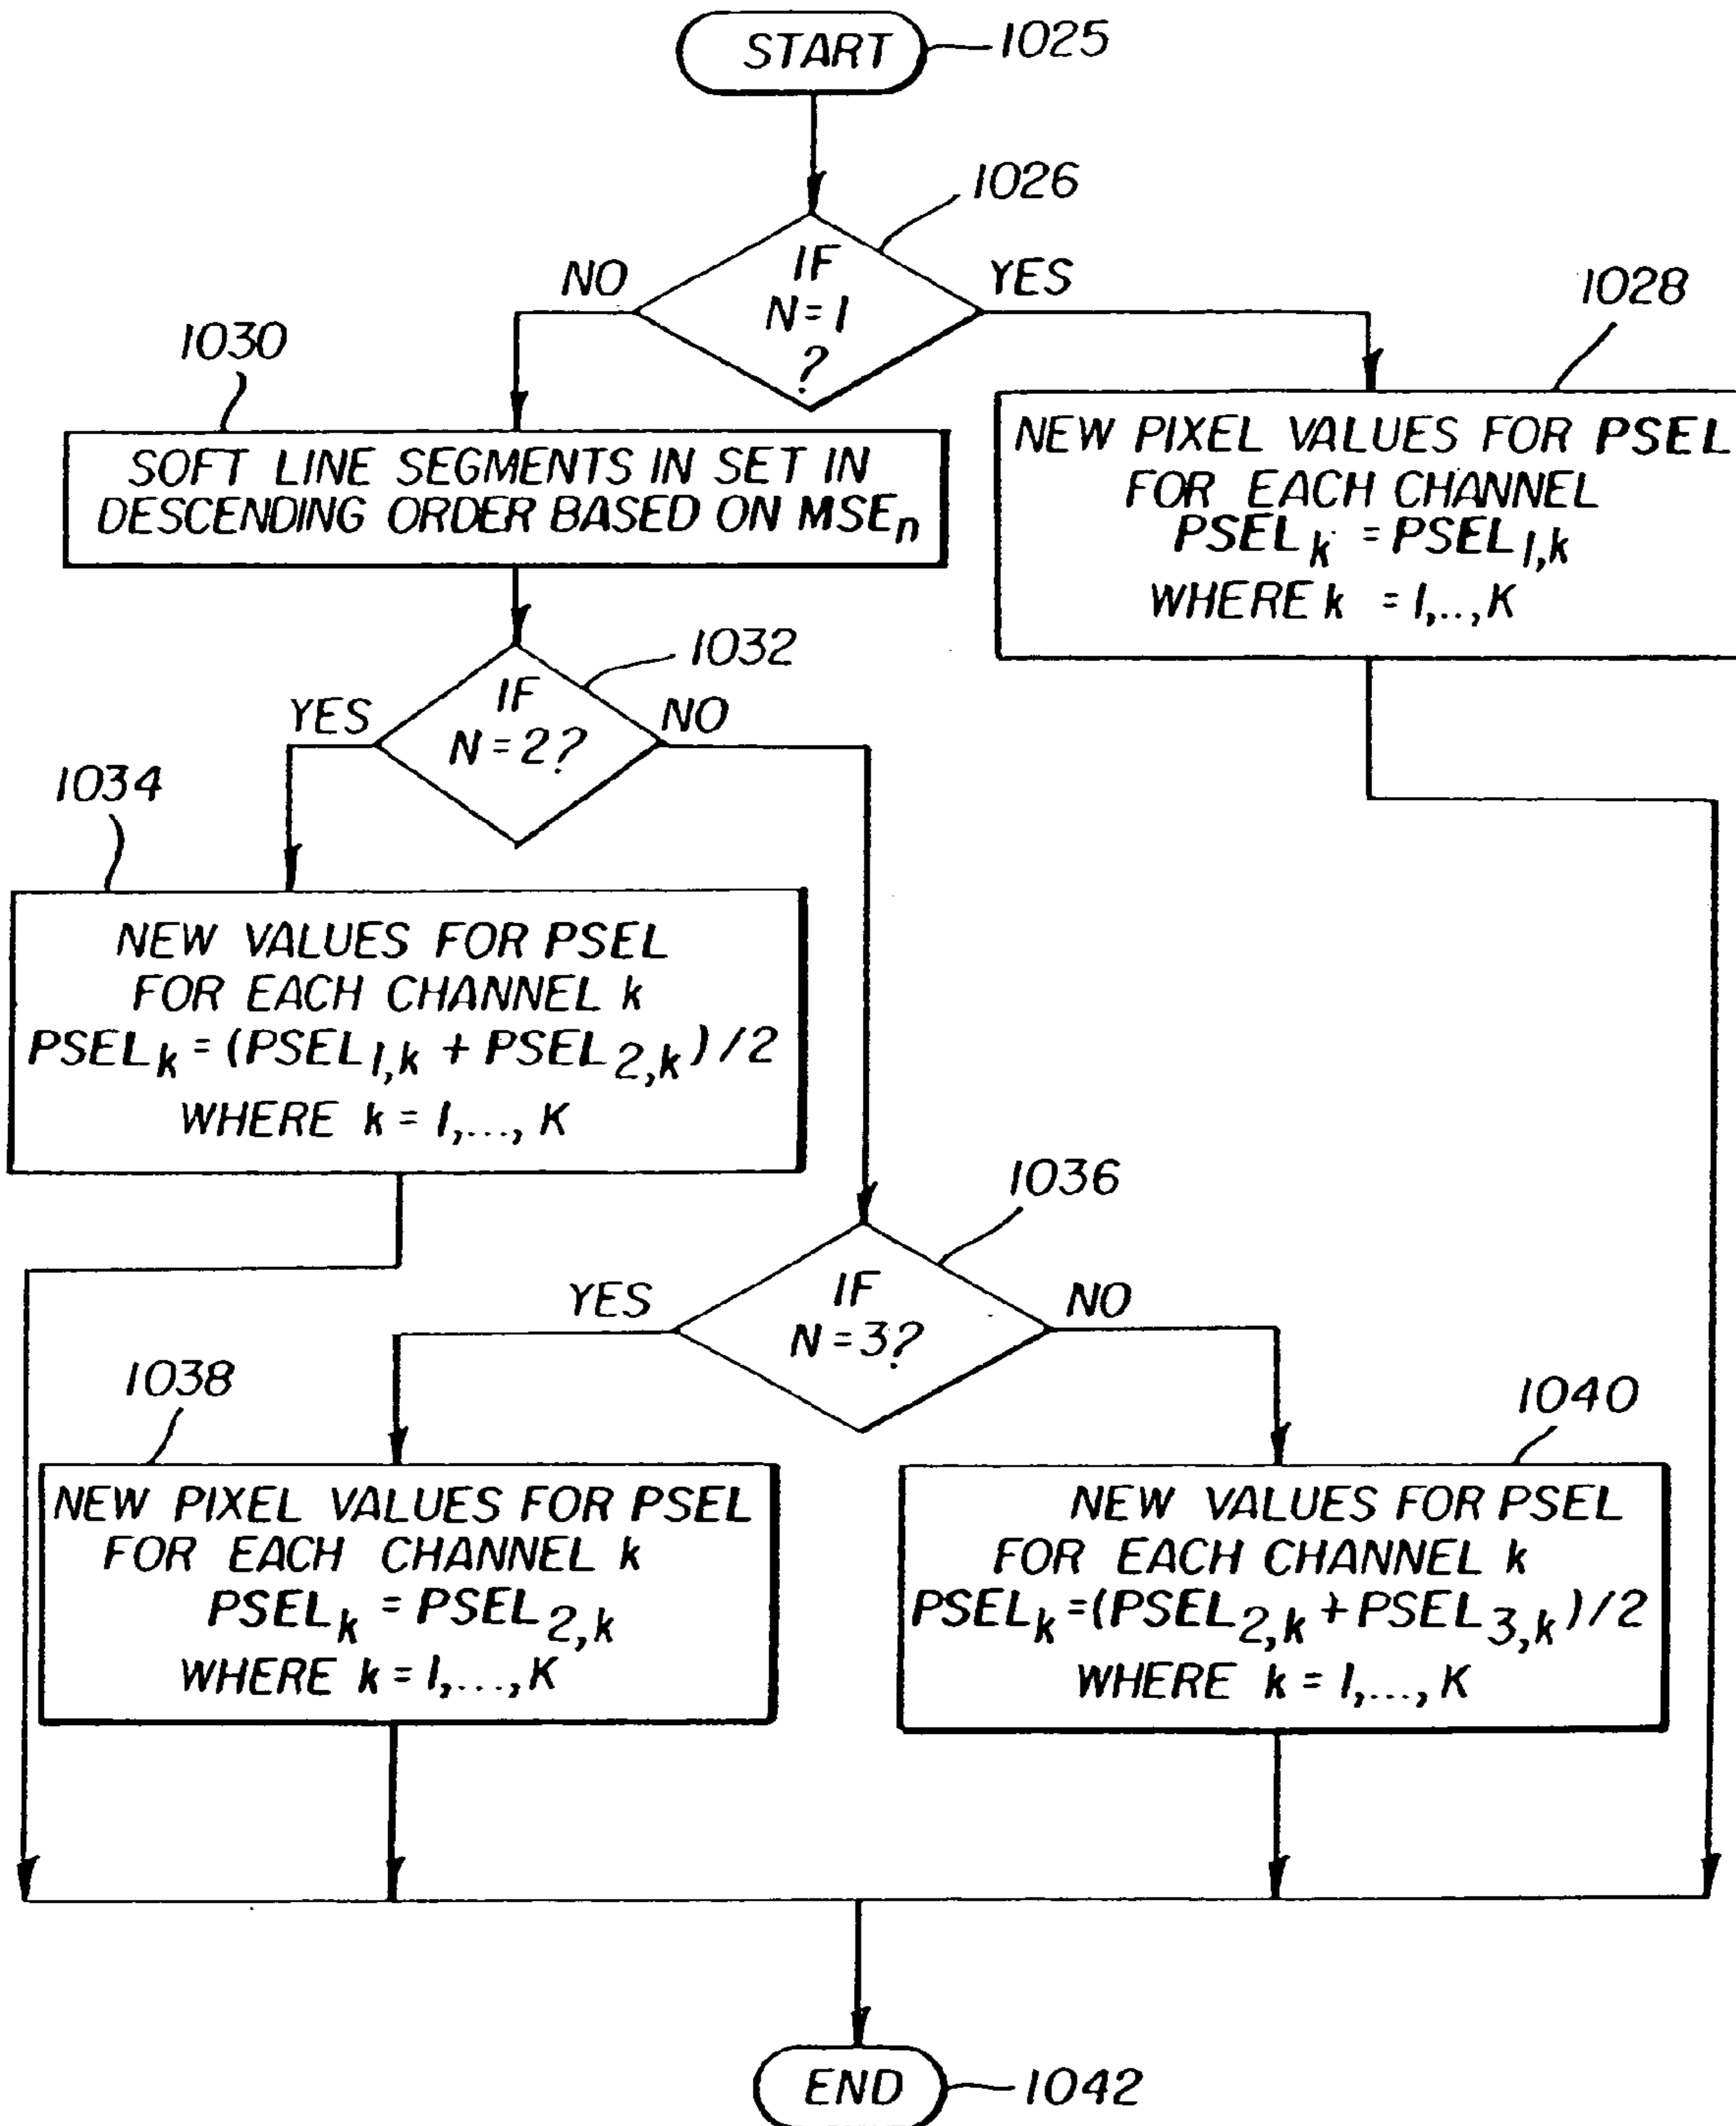 START
1025
1026
IF
N=1
?
NO
YES
1028
1030
SOFT LINE SEGMENTS IN SET IN
DESCENDING ORDER BASED ON MSEn
NEW PIXEL VALUES FOR PSEL
FOR EACH CHANNEL
PSELk = PSEL1,k
WHERE k = 1,..,K
1032
IF
N=2?
YES
NO
1034
NEW VALUES FOR PSEL
FOR EACH CHANNEL k
PSELk = (PSEL1,k + PSEL2,k)/2
WHERE k = 1,..., K
1036
IF
N=3?
YES
NO
1038
NEW PIXEL VALUES FOR PSEL
FOR EACH CHANNEL k
PSELk = PSEL2,k
WHERE k = 1,...,K
1040
NEW VALUES FOR PSEL
FOR EACH CHANNEL k
PSELk =(PSEL2,k +PSEL3,k)/2
WHERE k = 1,..., K
END
1042